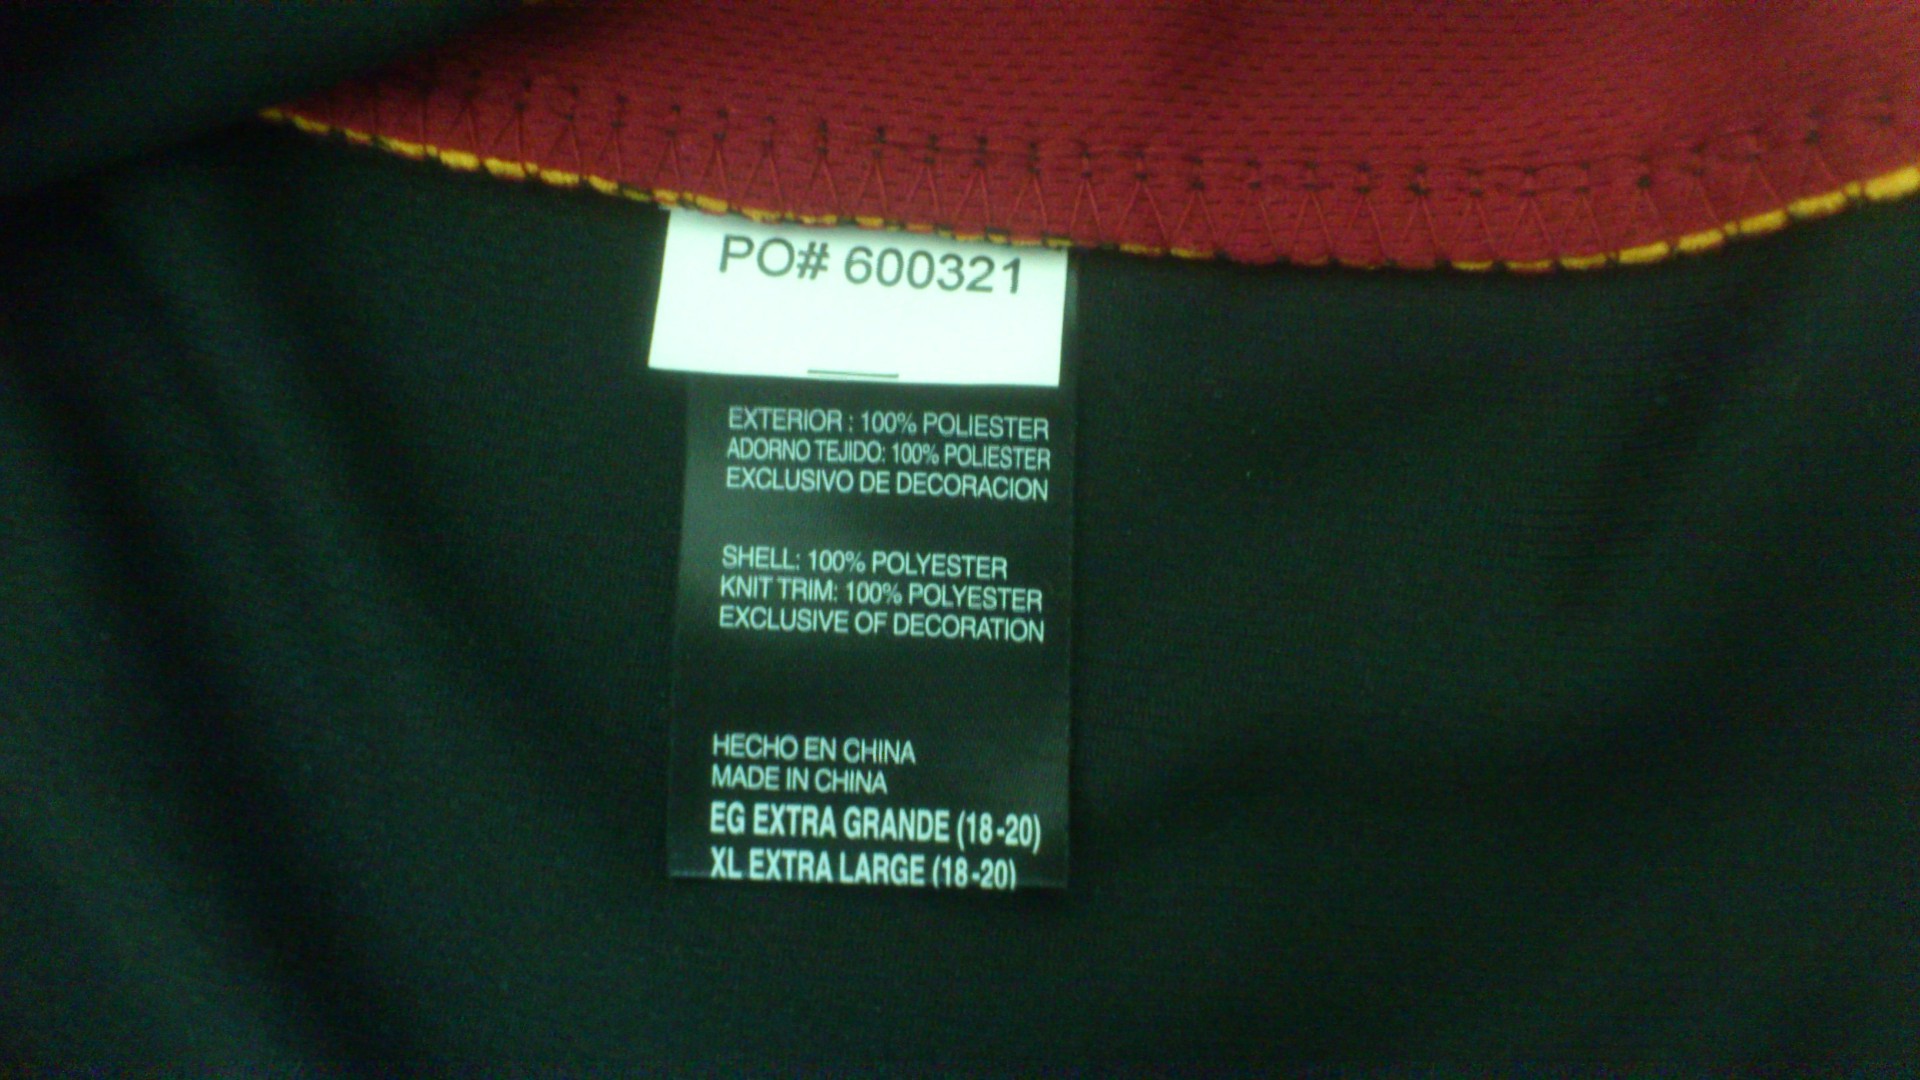 PO# 600321
EXTERIOR : 100% POLIESTER
ADORNO TEJIDO: 100% POLIESTER
EXCLUSIVO DE DECORACION
SHELL: 100% POLYESTER
KNIT TRIM: 100% POLYESTER
EXCLUSIVE OF DECORATION
HECHO EN CHINA
MADE IN CHINA
EG EXTRA GRANDE (18-20)
XL EXTRA LARGE (18-20)